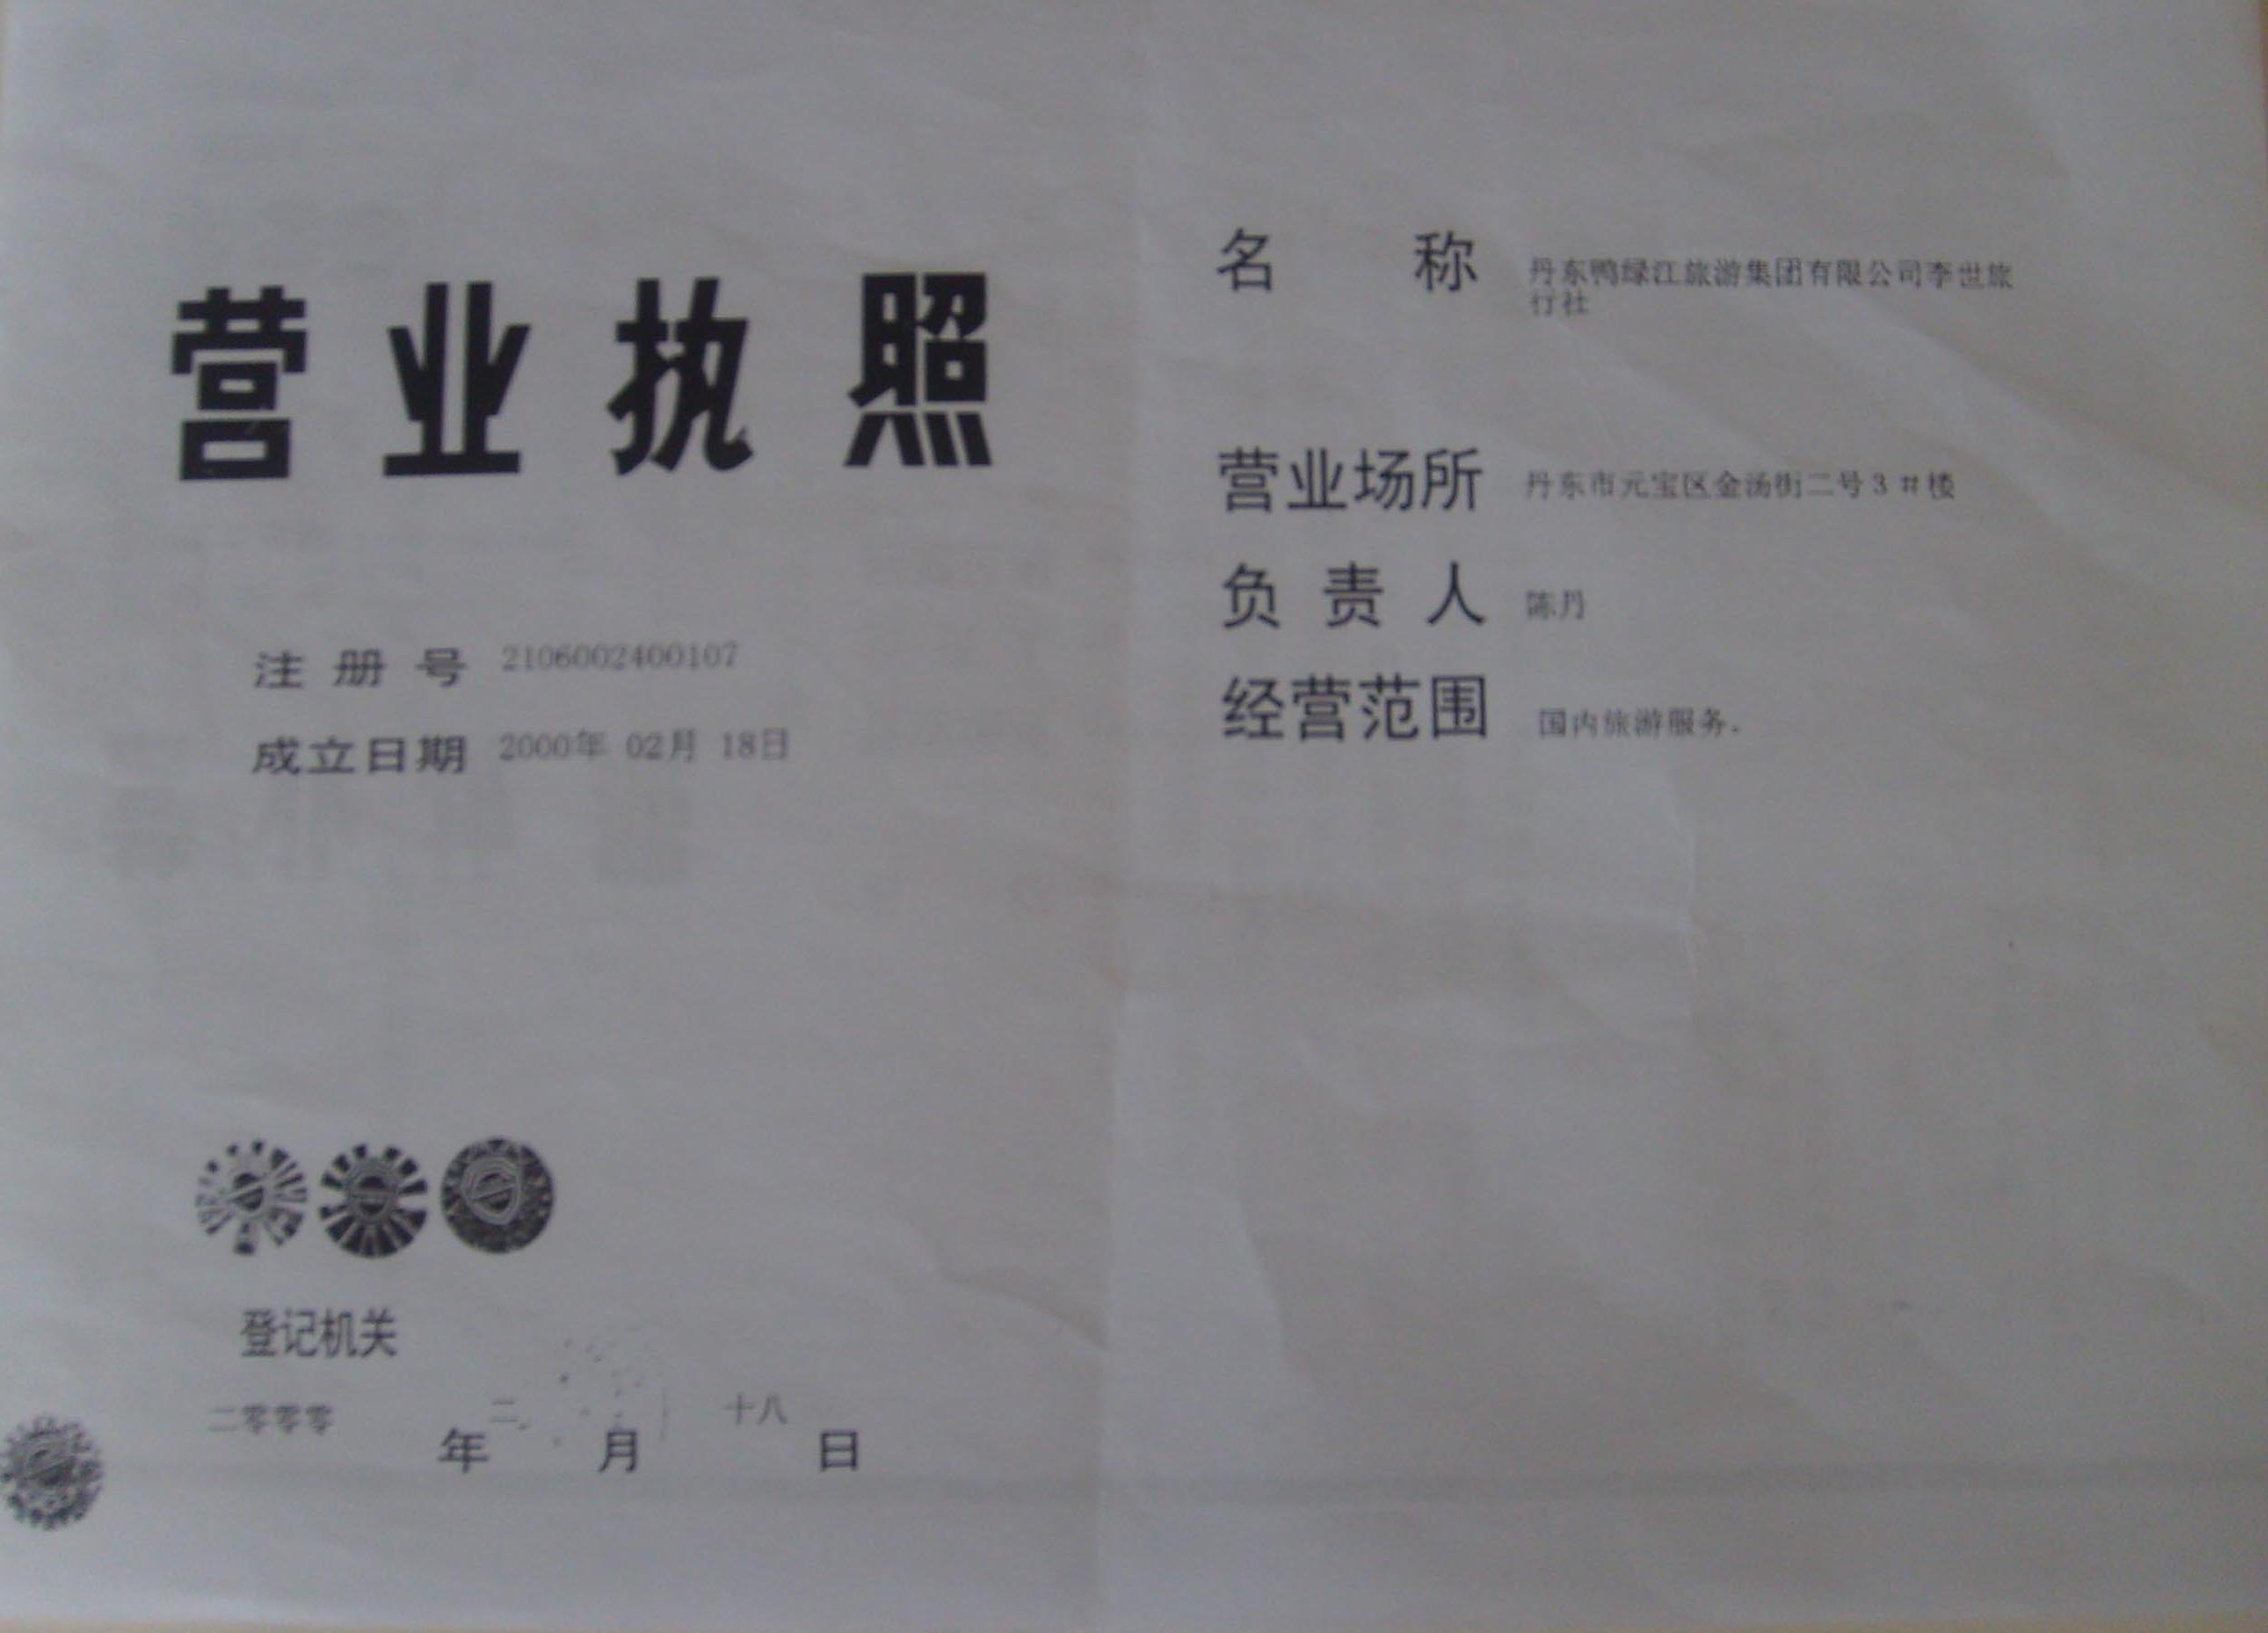 营业执照
注册号 2106002400107
成立日期 2000年 02月 18日
登记机关
二零零零 年 二 月 十八 日
名称 丹东鸭绿江旅游集团有限公司李世旅
行社
营业场所 丹东市元宝区金汤街二号3#楼
负责人 陈丹
经营范围 国内旅游服务.